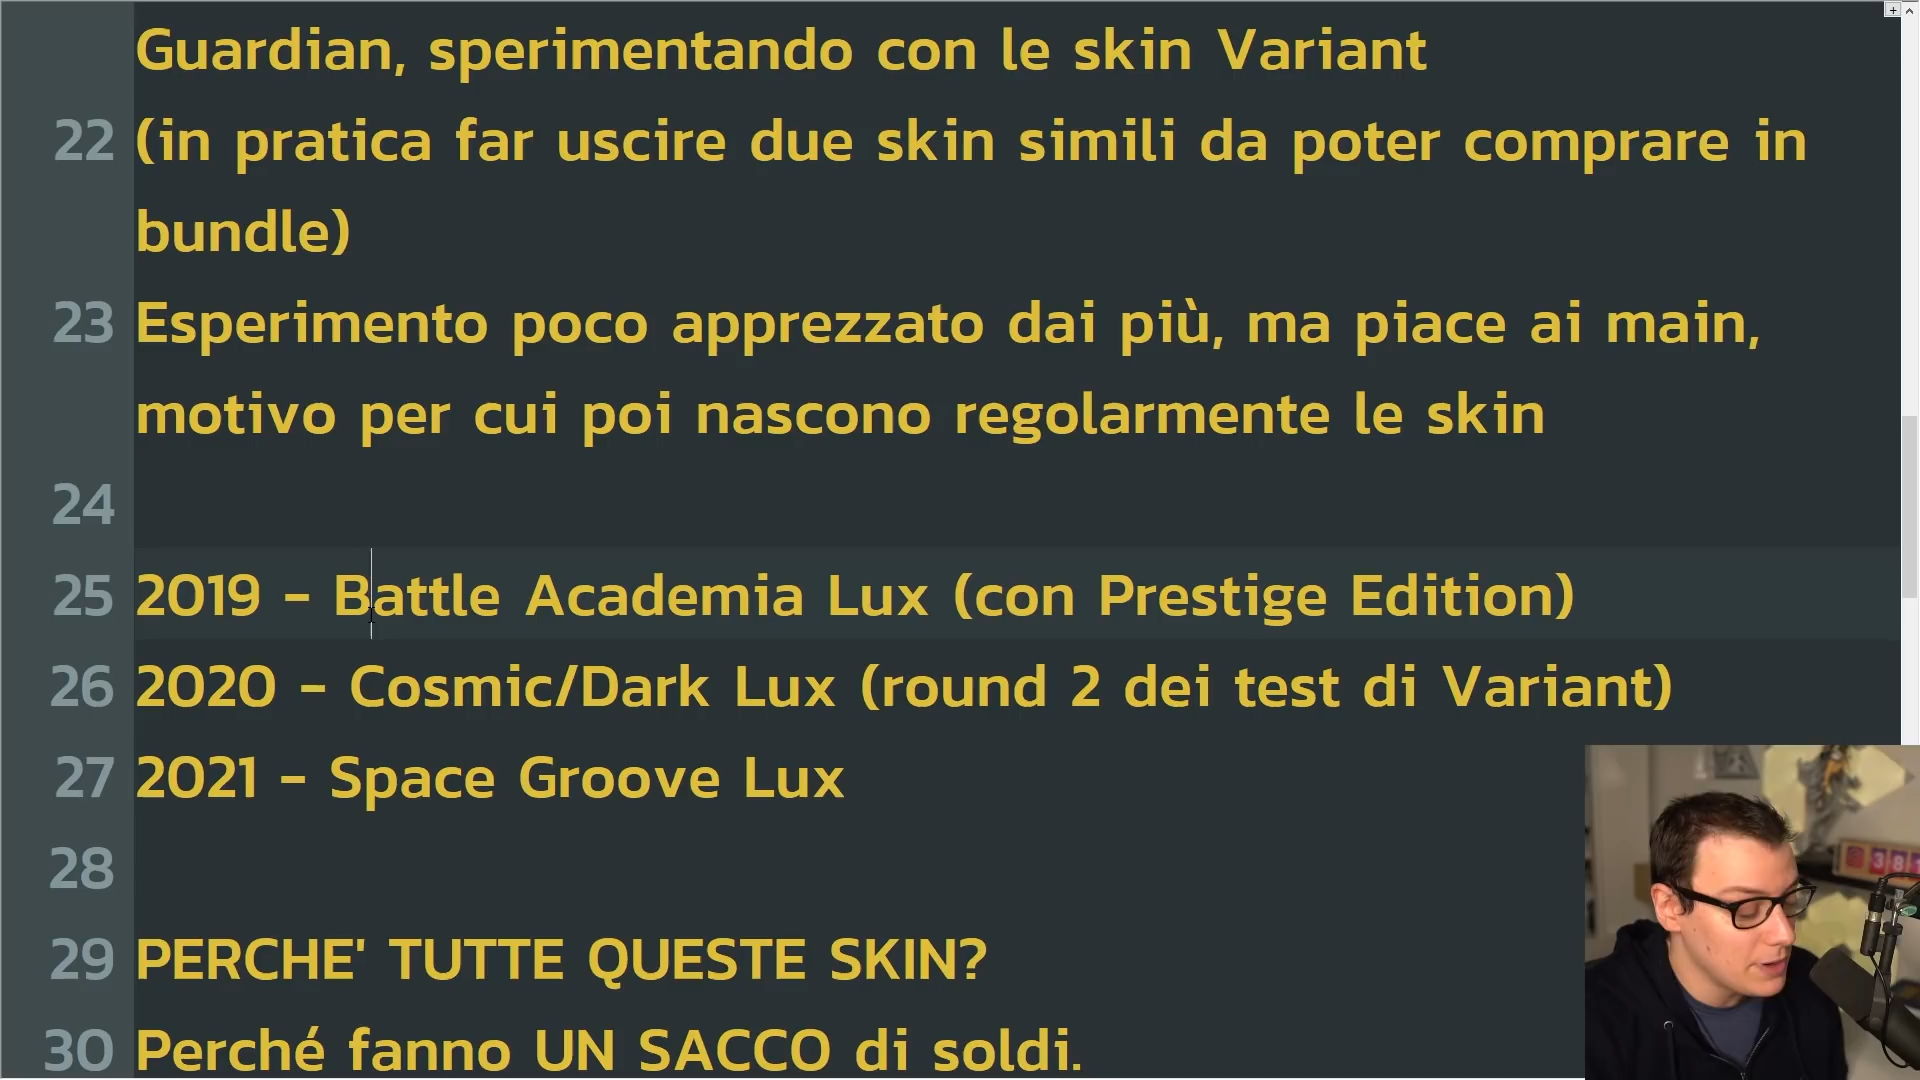 Guardian, sperimentando con le skin Variant
22 (in pratica far uscire due skin simili da poter comprare in
bundle)
23 Esperimento poco apprezzato dai più, ma piace ai main,
motivo per cui poi nascono regolarmente le skin
24
25 2019 - Battle Academia Lux (con Prestige Edition)
26 2020 - Cosmic/Dark Lux (round 2 dei test di Variant)
27 2021 - Space Groove Lux
28
29 PERCHE' TUTTE QUESTE SKIN?
30 Perché fanno UN SACCO di soldi.